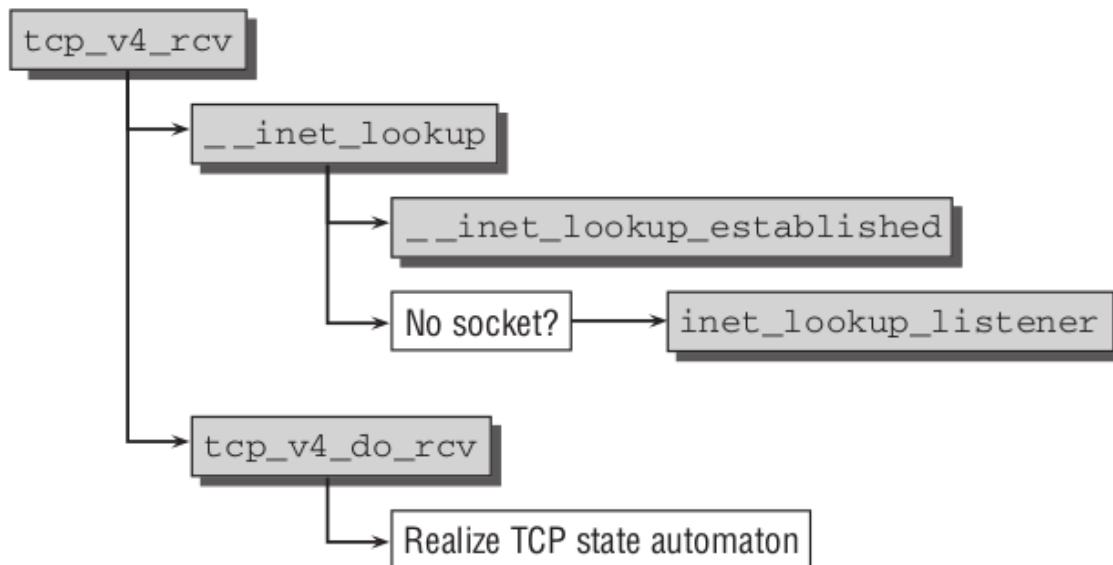 tcp_v4_rcv
__inet_lookup
__inet_lookup_established
No socket?
inet_lookup_listener
tcp_v4_do_rcv
Realize TCP state automaton